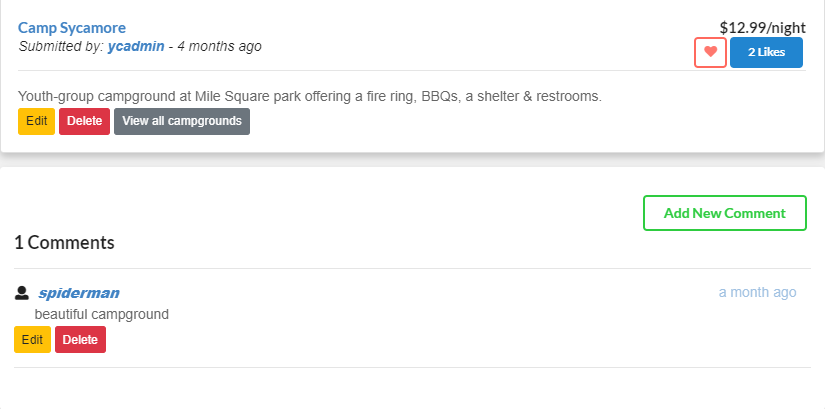 Camp Sycamore
$12.99/night
Submitted by: ycadmin - 4 months ago
2 Likes
Youth-group campground at Mile Square park offering a fire ring, BBQs, a shelter & restrooms.
Edit Delete View all campgrounds
Add New Comment
1 Comments
spiderman
a month ago
beautiful campground
Edit Delete